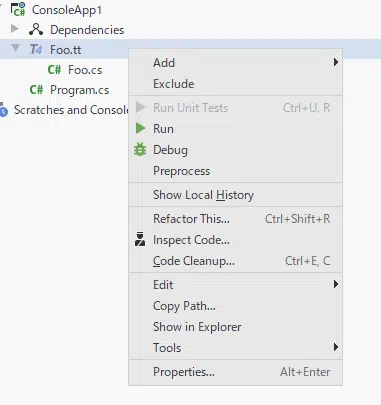 C# ConsoleApp1
Dependencies
T4 Foo.tt
C# Foo.cs
C# Program.cs
Scratches and Consol
Add
Exclude
Run Unit Tests Ctrl+U, R
Run
Debug
Preprocess
Show Local History
Refactor This... Ctrl+Shift+R
Inspect Code...
Code Cleanup... Ctrl+E, C
Edit
Copy Path...
Show in Explorer
Tools
Properties... Alt+Enter